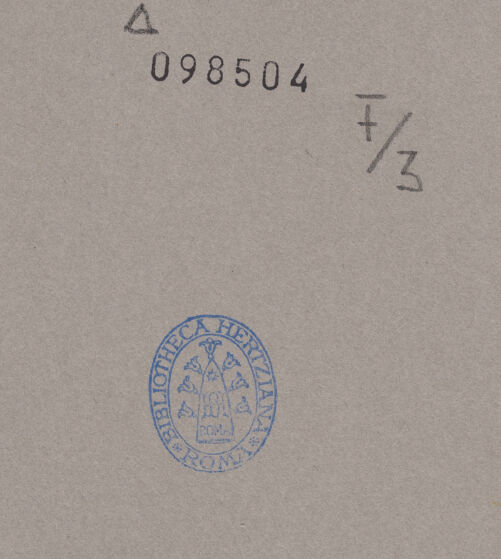 Δ
098504
F/3
BIBLIOTHECA HERTZIANA
ROMA
ROMA